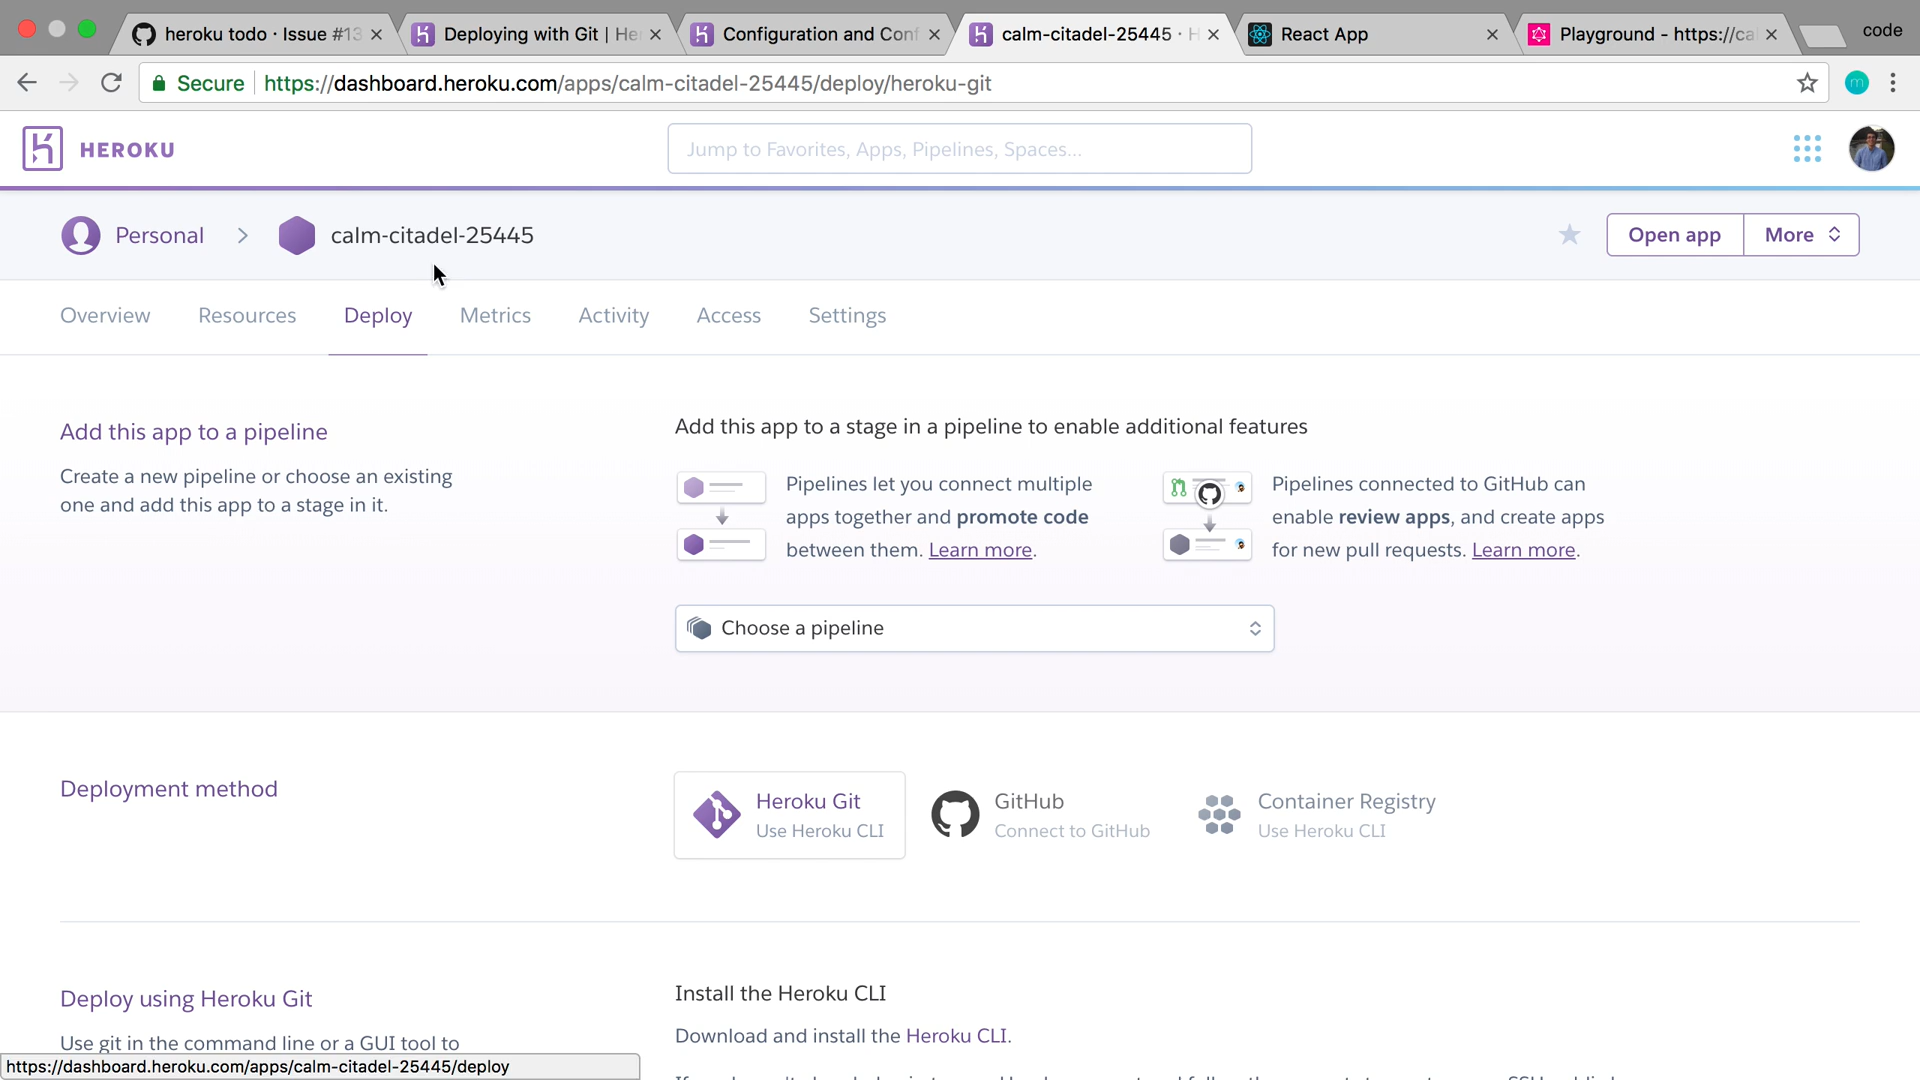 heroku todo · Issue #13
Deploying with Git | He
Configuration and Conf
calm-citadel-25445 · H
React App
Playground - https://ca
code
Secure
https://dashboard.heroku.com/apps/calm-citadel-25445/deploy/heroku-git
m
HEROKU
Jump to Favorites, Apps, Pipelines, Spaces...
Personal
calm-citadel-25445
Open app
More
Overview
Resources
Deploy
Metrics
Activity
Access
Settings
Add this app to a pipeline
Create a new pipeline or choose an existing
one and add this app to a stage in it.
Add this app to a stage in a pipeline to enable additional features
Pipelines let you connect multiple
apps together and promote code
between them. Learn more.
Pipelines connected to GitHub can
enable review apps, and create apps
for new pull requests. Learn more.
Choose a pipeline
Deployment method
Heroku Git
Use Heroku CLI
GitHub
Connect to GitHub
Container Registry
Use Heroku CLI
Deploy using Heroku Git
Use git in the command line or a GUI tool to
Install the Heroku CLI
Download and install the Heroku CLI.
https://dashboard.heroku.com/apps/calm-citadel-25445/deploy